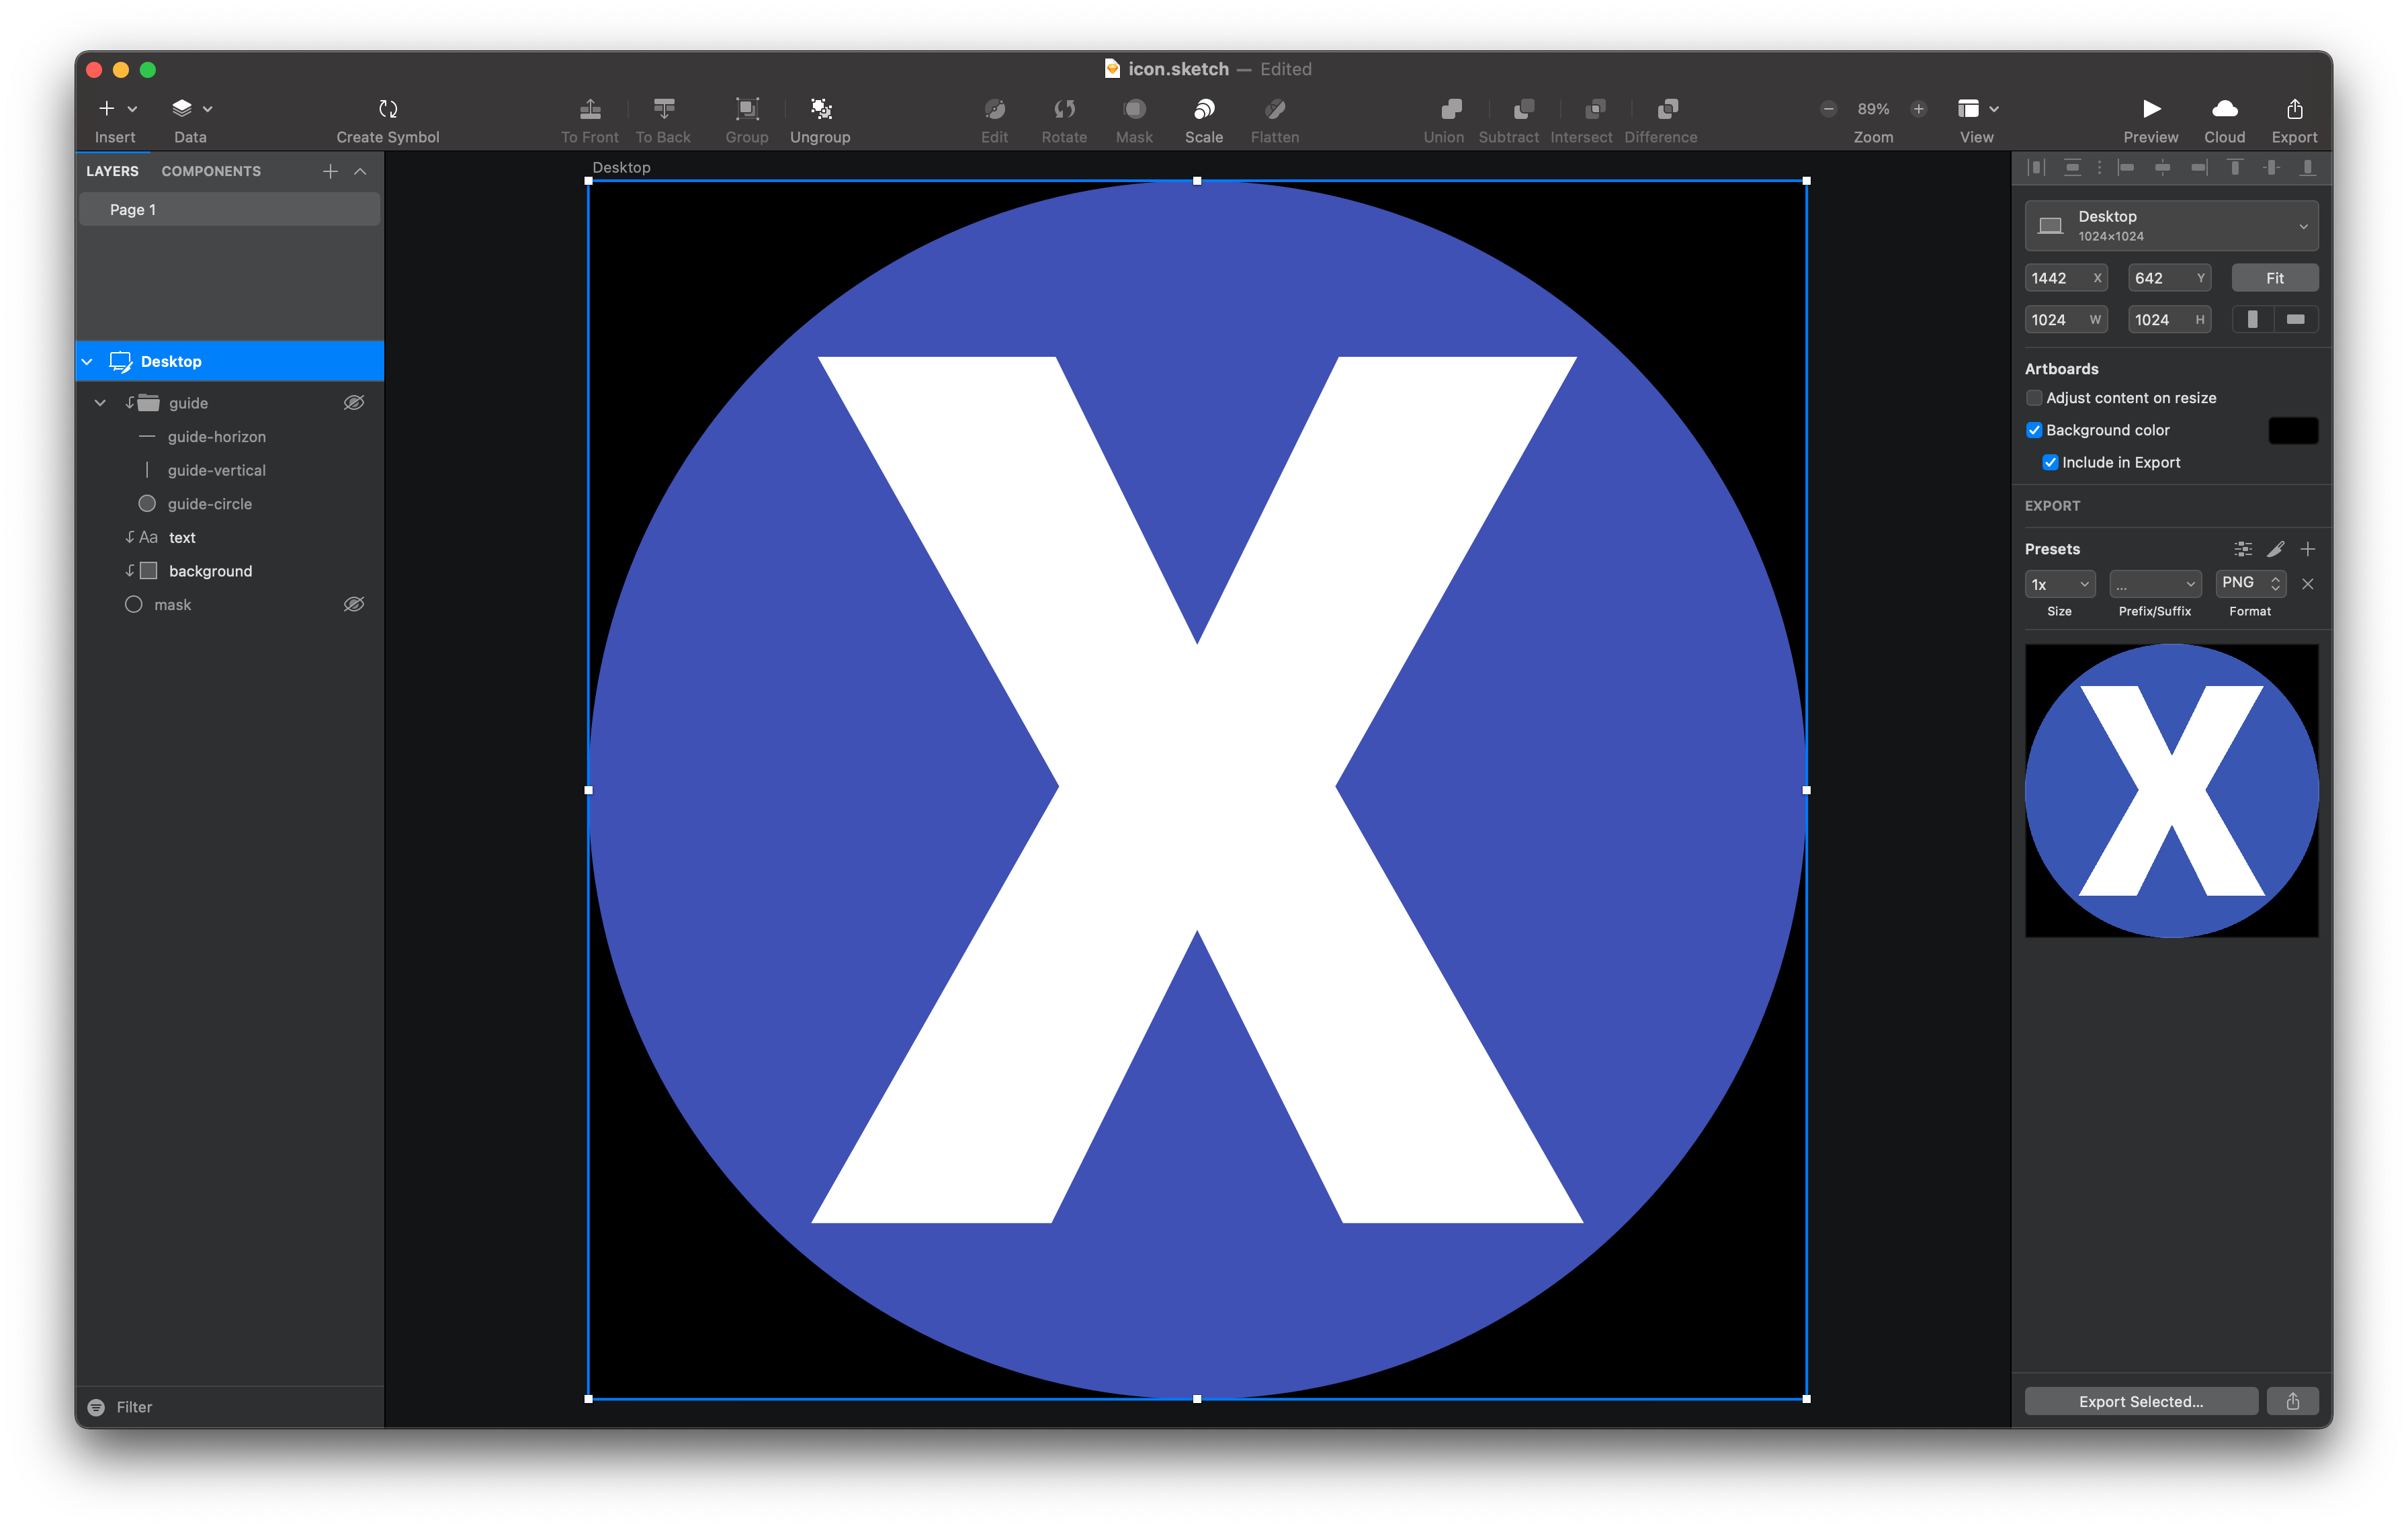 icon.sketch — Edited
Insert
Data
Create Symbol
To Front
To Back
Group
Ungroup
Edit
Rotate
Mask
Scale
Flatten
Union
Subtract
Intersect
Difference
89%
Zoom
View
Preview
Cloud
Export
LAYERS
COMPONENTS
Page 1
Desktop
guide
guide-horizon
guide-vertical
guide-circle
Aa text
background
mask
Filter
Desktop
X
Desktop
1024×1024
1442 X
642 Y
Fit
1024 W
1024 H
Artboards
Adjust content on resize
Background color
Include in Export
EXPORT
Presets
1x
...
PNG
Size
Prefix/Suffix
Format
X
Export Selected...